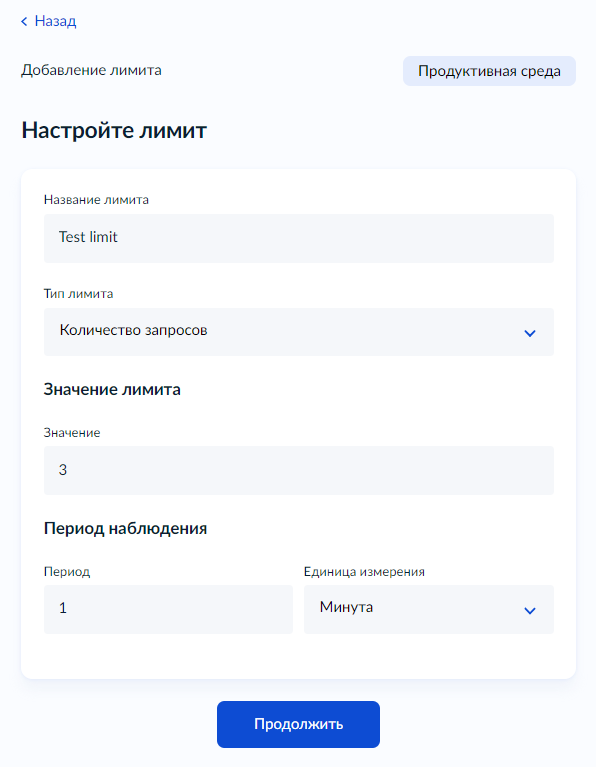 Назад
Добавление лимита
Продуктивная среда
Настройте лимит
Название лимита
Test limit
Тип лимита
Количество запросов
Значение лимита
Значение
3
Период наблюдения
Период
Единица измерения
1
Минута
Продолжить